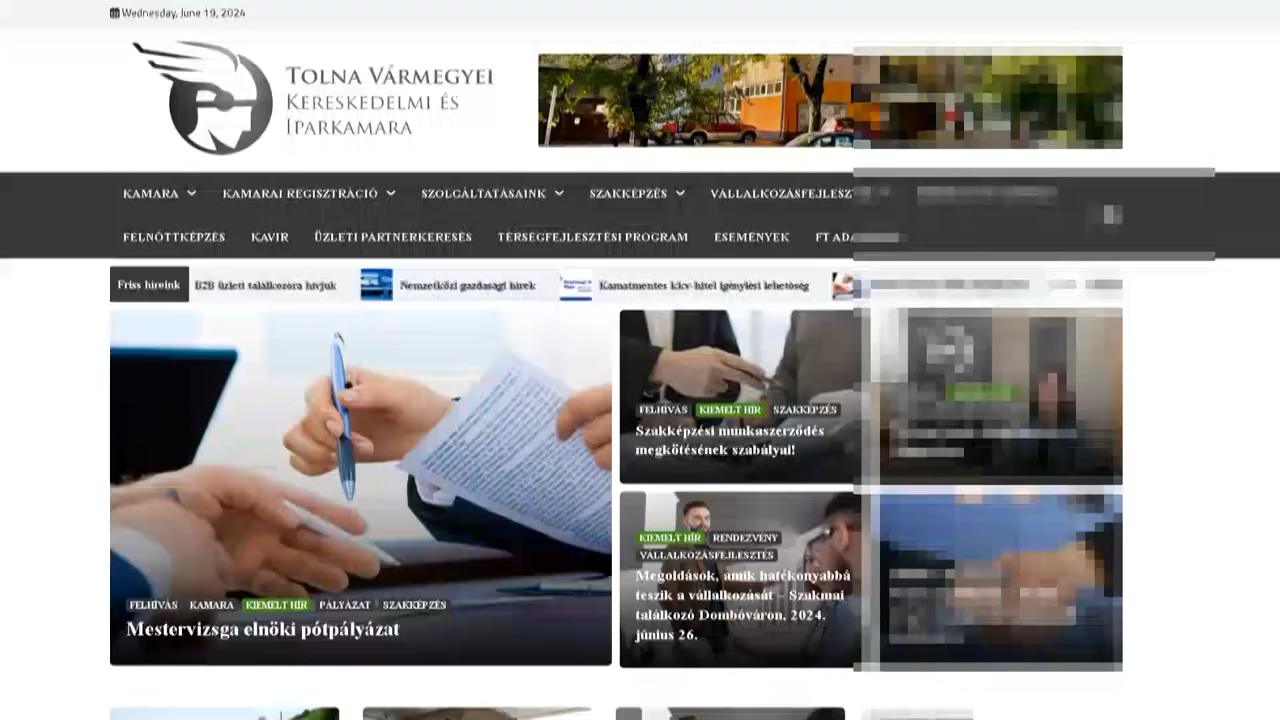 Wednesday, June 19, 2024
TOLNA VÁRMEGYEI
KERESKEDELMI ÉS
IPARKAMARA
KAMARA
KAMARAI REGISZTRÁCIÓ
SZOLGÁLTATÁSAINK
SZAKKÉPZÉS
FELNŐTTKÉPZÉS
KAVIR
ÜZLETI PARTNERKERESÉS
TÉRSÉGFEJLESZTÉSI PROGRAM
ESEMÉNYEK
FT
Friss híreink
B2B üzleti találkozóra hívjuk
Nemzetközi gazdasági hírek
Kamatmentes kkv-hitel igénylési lehetőség
FELHÍVÁS
KIEMELT HÍR
SZAKKÉPZÉS
Szakképzési munkaszerződés
megkötésének szabályai!
KIEMELT HÍR
RENDEZVÉNY
VÁLLALKOZÁSFEJLESZTÉS
Megoldások, amik hatékonyabbá
teszik a vállalkozását – Szakmai
találkozó Dombóváron, 2024.
június 26.
FELHÍVÁS
KAMARA
KIEMELT HÍR
PÁLYÁZAT
SZAKKÉPZÉS
Mestervizsga elnöki pótpályázat